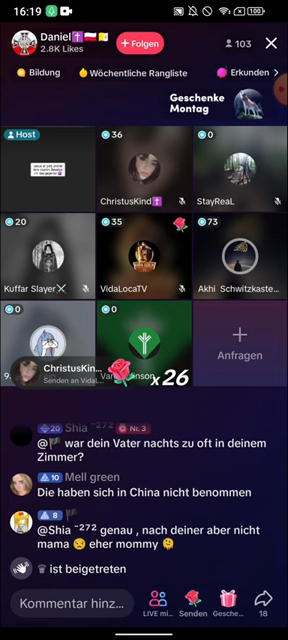 16:19
100
Daniel✝️🇵🇱
2.8K Likes
+ Folgen
103
Bildung
Wöchentliche Rangliste
Erkunden
Geschenke
Montag
Host
36
ChristusKind✝️
0
StayReaL
20
Kuffar Slayer⚔
35
VidaLocaTV
73
Akhi Schwitzkaste...
0
0
+
Anfragen
ChristusKin...
Senden an Vidal...
x26
20 Shia ⁻²⁷² Nr. 3
@🏴 war dein Vater nachts zu oft in deinem
Zimmer?
10 Mell green
Die haben sich in China nicht benommen
8 🏴
@Shia ⁻²⁷² genau , nach deiner aber nicht
mama 😒 eher mommy 🫠
♛ ist beigetreten
Kommentar hinz...
LIVE mi...
Senden
Gesche...
18